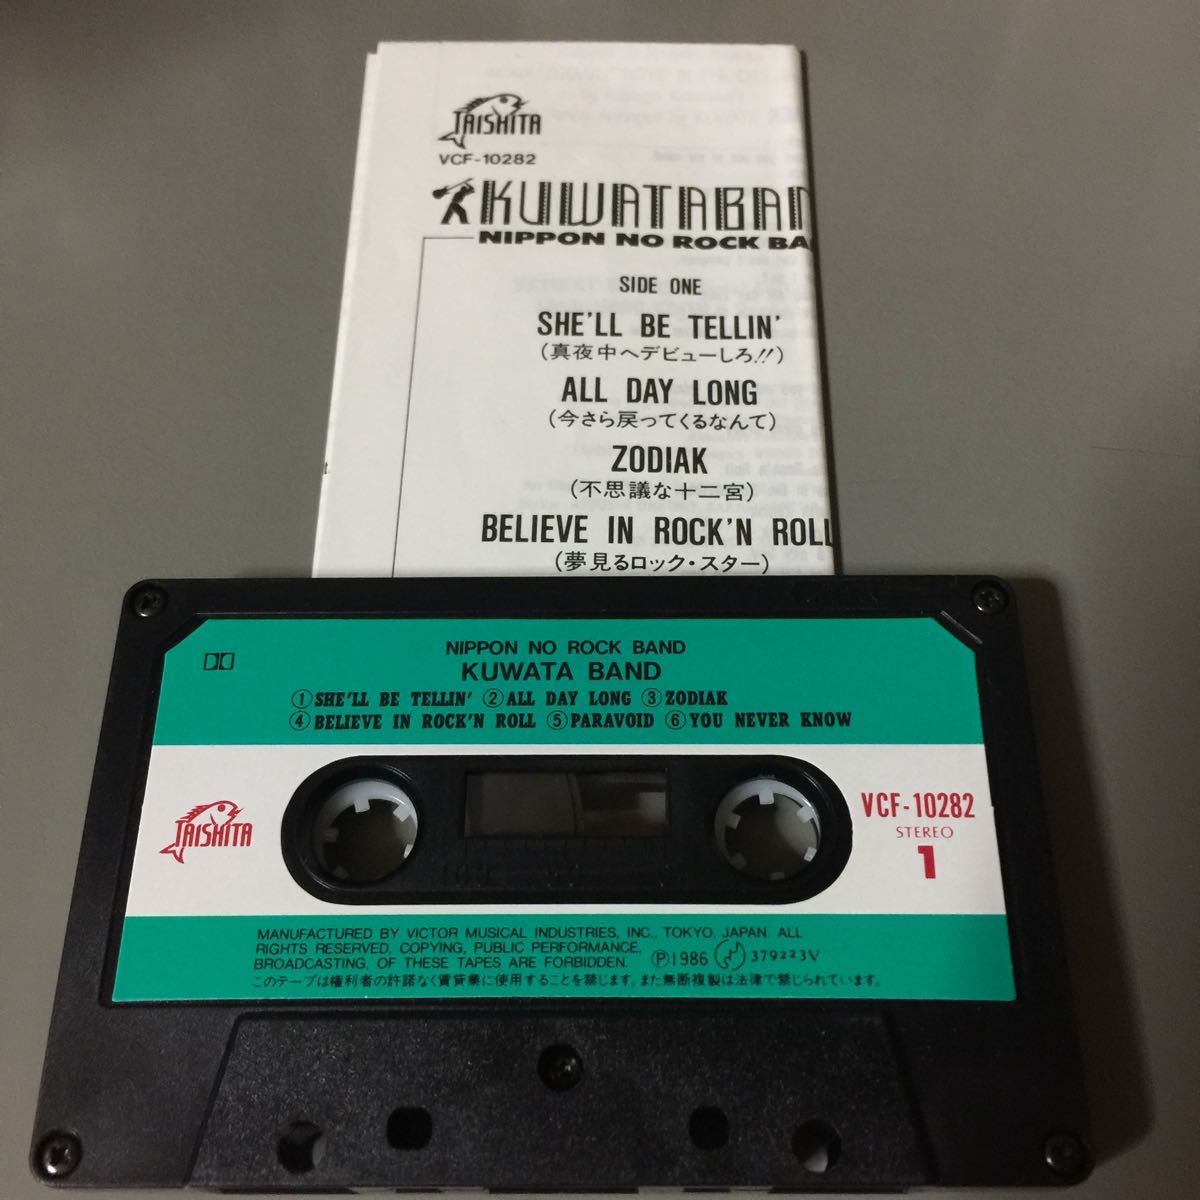 TAISHITA
VCF-10282
KUWATABAN
NIPPON NO ROCK BA
SIDE ONE
SHE'LL BE TELLIN'
(真夜中へデビューしろ!!)
ALL DAY LONG
(今さら戻ってくるなんて)
ZODIAK
(不思議な十二宮)
BELIEVE IN ROCK'N ROLL
(夢見るロック・スター)
NIPPON NO ROCK BAND
KUWATA BAND
①SHE'LL BE TELLIN' ②ALL DAY LONG ③ZODIAK
④BELIEVE IN ROCK'N ROLL ⑤PARAVOID ⑥YOU NEVER KNOW
TAISHITA
VCF-10282
STEREO
1
MANUFACTURED BY VICTOR MUSICAL INDUSTRIES, INC., TOKYO, JAPAN. ALL
RIGHTS RESERVED, COPYING, PUBLIC PERFORMANCE,
BROADCASTING, OF THESE TAPES ARE FORBIDDEN. Ⓟ1986 379223V
このテープは権利者の許諾なく賃貸業に使用することを禁じます。また無断複製は法律で禁じられています。